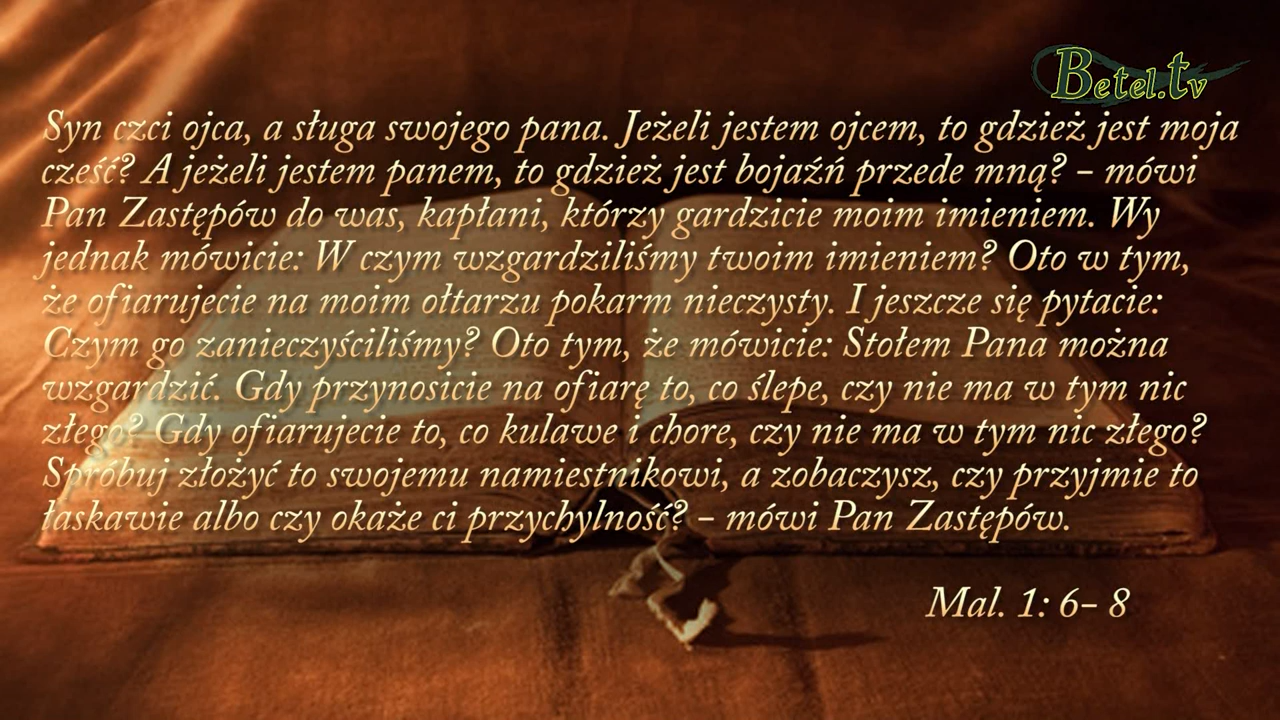 Betel.tv
Syn czci ojca, a sługa swojego pana. Jeżeli jestem ojcem, to gdzież jest moja
cześć? A jeżeli jestem panem, to gdzież jest bojaźń przede mną? – mówi
Pan Zastępów do was, kapłani, którzy gardzicie moim imieniem. Wy
jednak mówicie: W czym wzgardziliśmy twoim imieniem? Oto w tym,
że ofiarujecie na moim ołtarzu pokarm nieczysty. I jeszcze się pytacie:
Czym go zanieczyściliśmy? Oto tym, że mówicie: Stołem Pana można
wzgardzić. Gdy przynosicie na ofiarę to, co ślepe, czy nie ma w tym nic
złego? Gdy ofiarujecie to, co kulawe i chore, czy nie ma w tym nic złego?
Spróbuj złożyć to swojemu namiestnikowi, a zobaczysz, czy przyjmie to
łaskawie albo czy okaże ci przychylność? – mówi Pan Zastępów.
Mal. 1: 6– 8